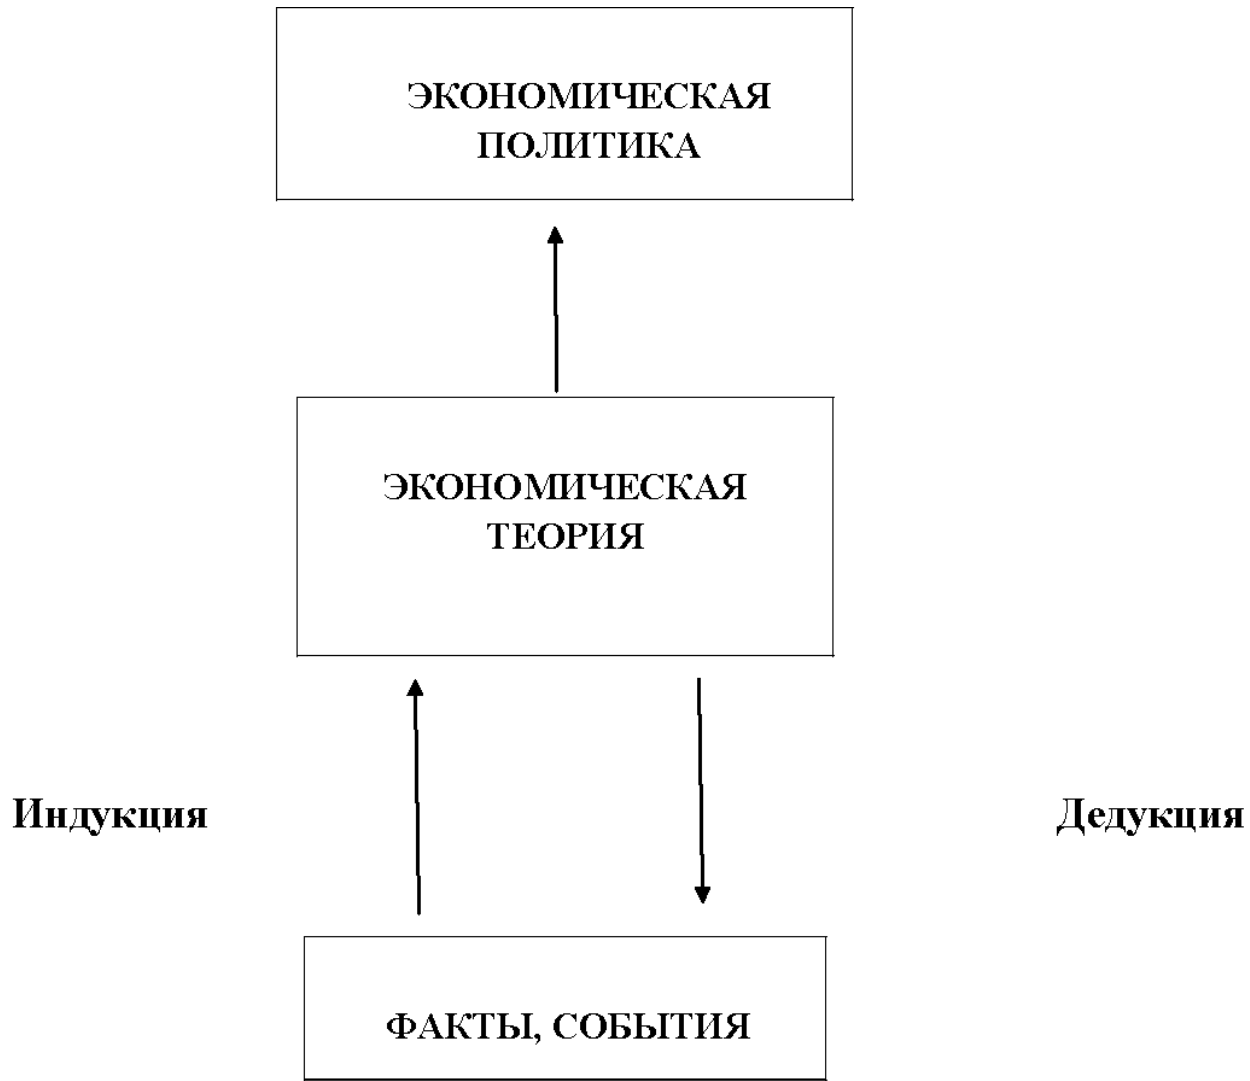 ЭКОНОМИЧЕСКАЯ
ПОЛИТИКА
ЭКОНОМИЧЕСКАЯ
ТЕОРИЯ
Индукция
Дедукция
ФАКТЫ, СОБЫТИЯ